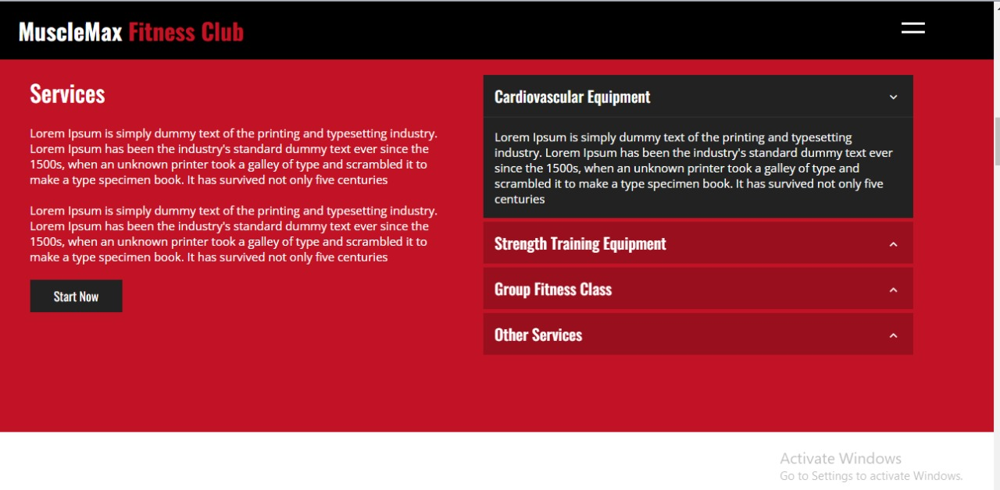 MuscleMax Fitness Club
Services
Lorem Ipsum is simply dummy text of the printing and typesetting industry.
Lorem Ipsum has been the industry's standard dummy text ever since the
1500s, when an unknown printer took a galley of type and scrambled it to
make a type specimen book. It has survived not only five centuries
Lorem Ipsum is simply dummy text of the printing and typesetting industry.
Lorem Ipsum has been the industry's standard dummy text ever since the
1500s, when an unknown printer took a galley of type and scrambled it to
make a type specimen book. It has survived not only five centuries
Start Now
Cardiovascular Equipment
Lorem Ipsum is simply dummy text of the printing and typesetting
industry. Lorem Ipsum has been the industry's standard dummy text ever
since the 1500s, when an unknown printer took a galley of type and
scrambled it to make a type specimen book. It has survived not only five
centuries
Strength Training Equipment
Group Fitness Class
Other Services
Activate Windows
Go to Settings to activate Windows.